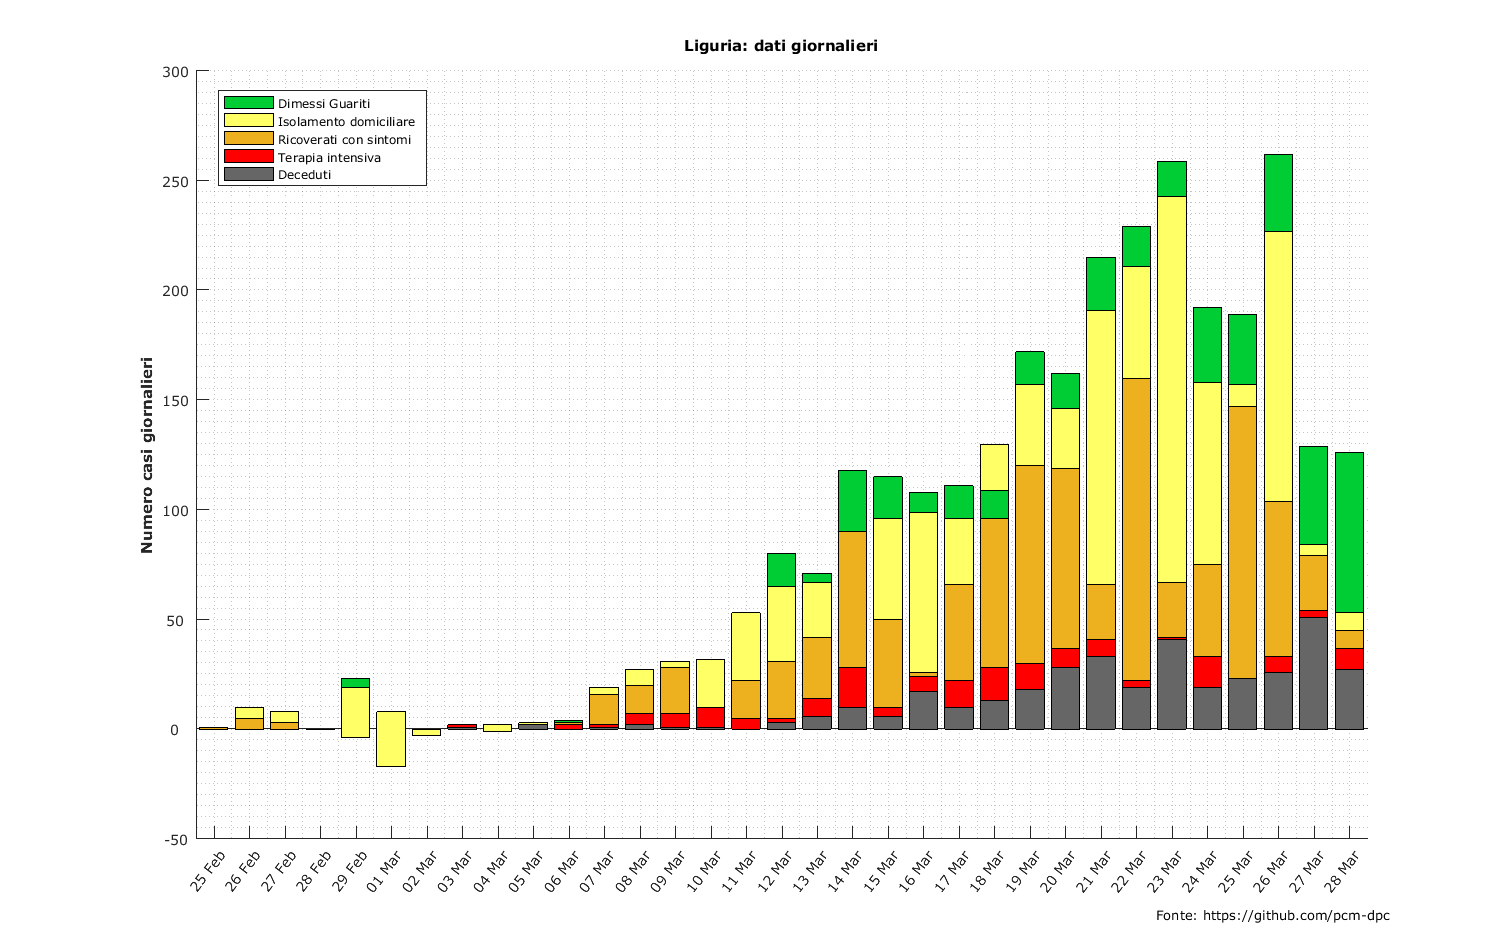 Liguria: dati giornalieri
300
250
200
150
100
50
0
-50
Numero casi giornalieri
Dimessi Guariti
Isolamento domiciliare
Ricoverati con sintomi
Terapia intensiva
Deceduti
25 Feb
26 Feb
27 Feb
28 Feb
29 Feb
01 Mar
02 Mar
03 Mar
04 Mar
05 Mar
06 Mar
07 Mar
08 Mar
09 Mar
10 Mar
11 Mar
12 Mar
13 Mar
14 Mar
15 Mar
16 Mar
17 Mar
18 Mar
19 Mar
20 Mar
21 Mar
22 Mar
23 Mar
24 Mar
25 Mar
26 Mar
27 Mar
28 Mar
Fonte: https://github.com/pcm-dpc